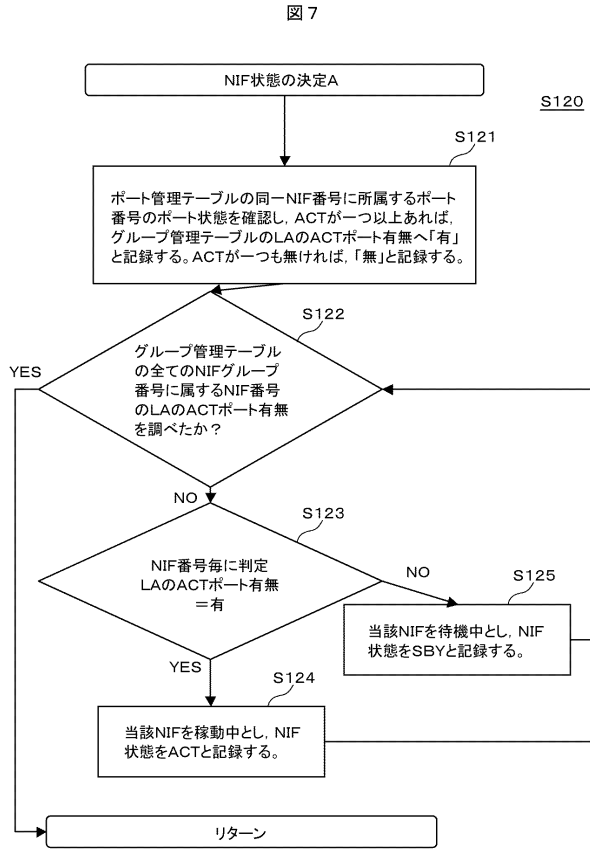 図7
NIF状態の決定A
S120
S121
ポート管理テーブルの同一NIF番号に所属するポート
番号のポート状態を確認し，ACTが一つ以上あれば，
グループ管理テーブルのLAのACTポート有無へ「有」
と記録する。ACTが一つも無ければ，「無」と記録する。
S122
YES
グループ管理テーブル
の全てのNIFグループ
番号に属するNIF番号
のLAのACTポート有無
を調べたか？
NO
S123
NIF番号毎に判定
LAのACTポート有無
＝有
NO
S125
当該NIFを待機中とし，NIF
状態をSBYと記録する。
YES
S124
当該NIFを稼動中とし，NIF
状態をACTと記録する。
リターン